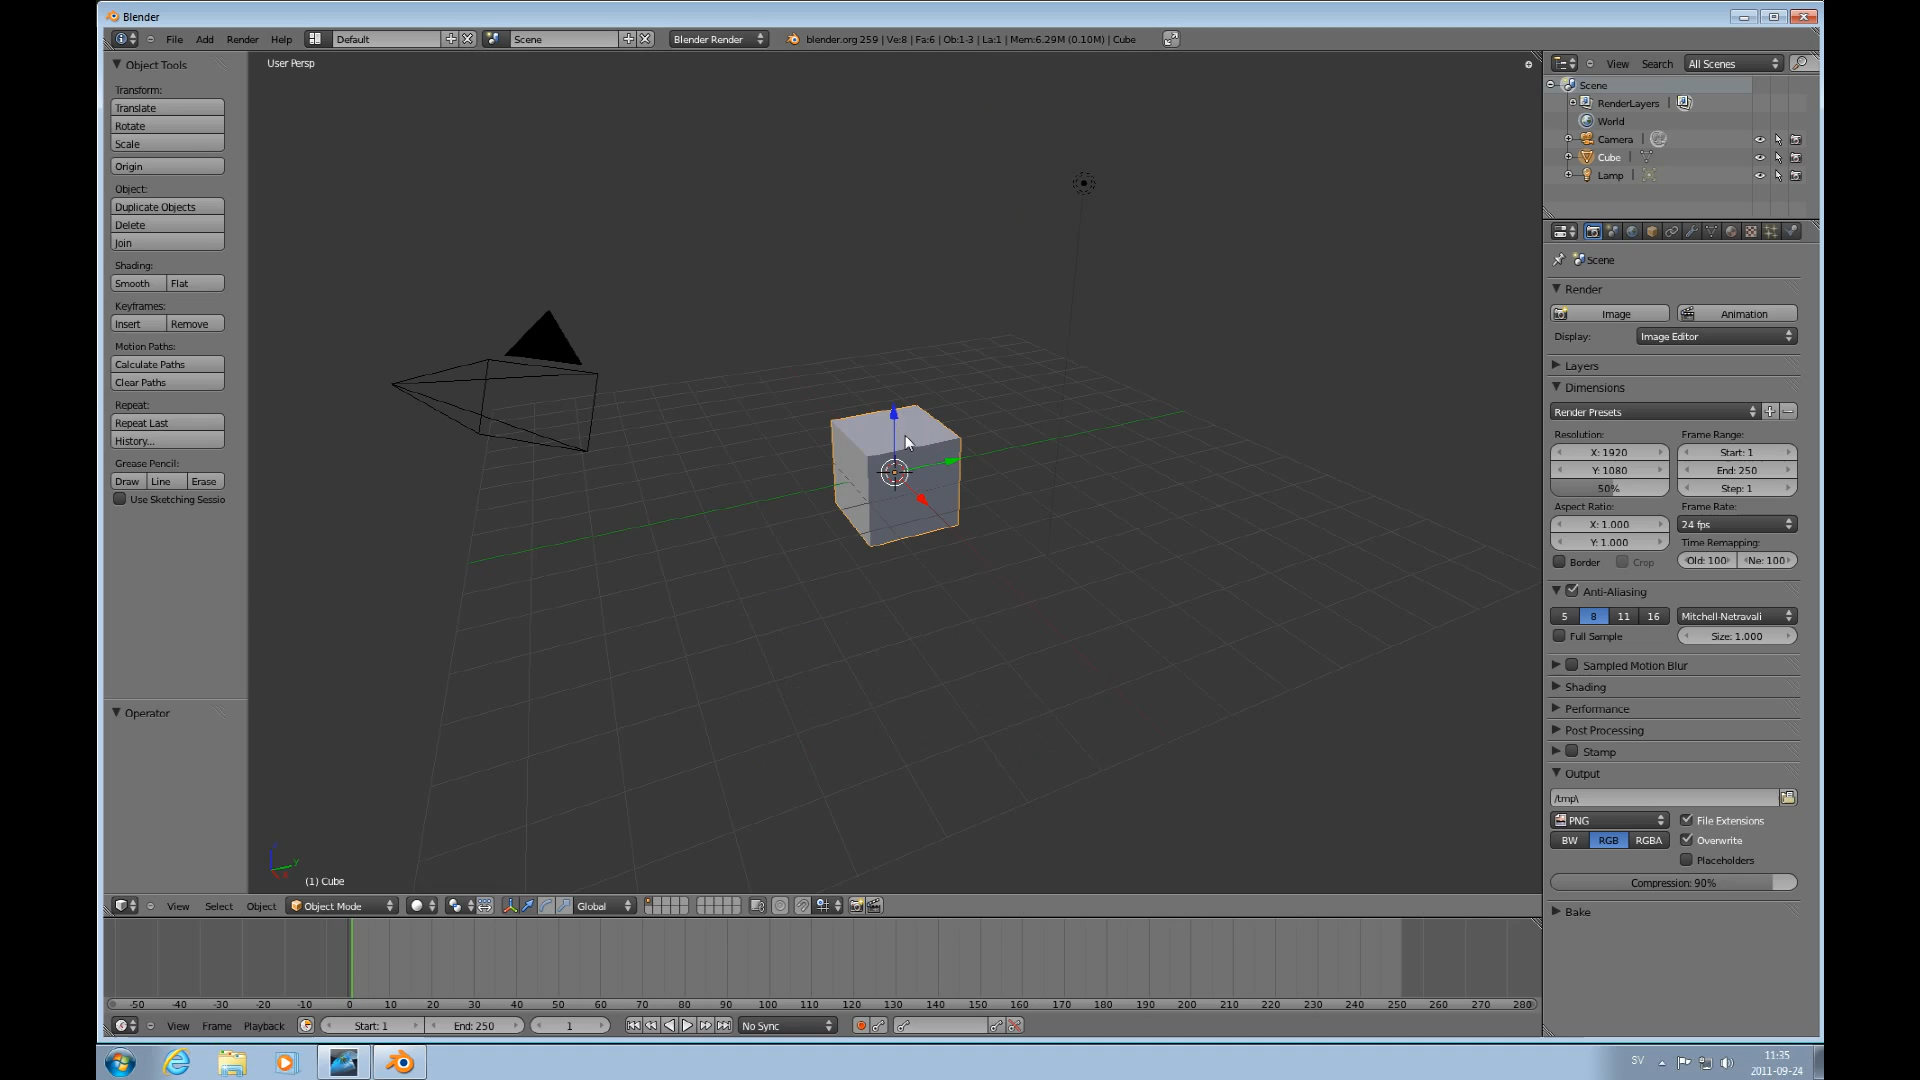 Blender
File Add Render Help Default Scene Blender Render blender.org 259 | Ve:8 | Fa:6 | Ob:1-3 | La:1 | Mem:6.29M (0.10M) | Cube
Object Tools
Transform:
Translate
Rotate
Scale
Origin
Object:
Duplicate Objects
Delete
Join
Shading:
Smooth Flat
Keyframes:
Insert Remove
Motion Paths:
Calculate Paths
Clear Paths
Repeat:
Repeat Last
History...
Grease Pencil:
Draw Line Erase
Use Sketching Sessio
Operator
User Persp
y
(1) Cube
View Select Object Object Mode Global
-50 -40 -30 -20 -10 0 10 20 30 40 50 60 70 80 90 100 110 120 130 140 150 160 170 180 190 200 210 220 230 240 250 260 270 280
View Frame Playback Start: 1 End: 250 1 No Sync
View Search All Scenes
Scene
RenderLayers |
World
Camera |
Cube |
Lamp |
Scene
Render
Image Animation
Display: Image Editor
Layers
Dimensions
Render Presets
Resolution: Frame Range:
X: 1920 Start: 1
Y: 1080 End: 250
50% Step: 1
Aspect Ratio: Frame Rate:
X: 1.000 24 fps
Y: 1.000 Time Remapping:
Border Crop Old: 100 Ne: 100
Anti-Aliasing
5 8 11 16 Mitchell-Netravali
Full Sample Size: 1.000
Sampled Motion Blur
Shading
Performance
Post Processing
Stamp
Output
/tmp\
PNG File Extensions
BW RGB RGBA Overwrite
Placeholders
Compression: 90%
Bake
SV 11:35
2011-09-24